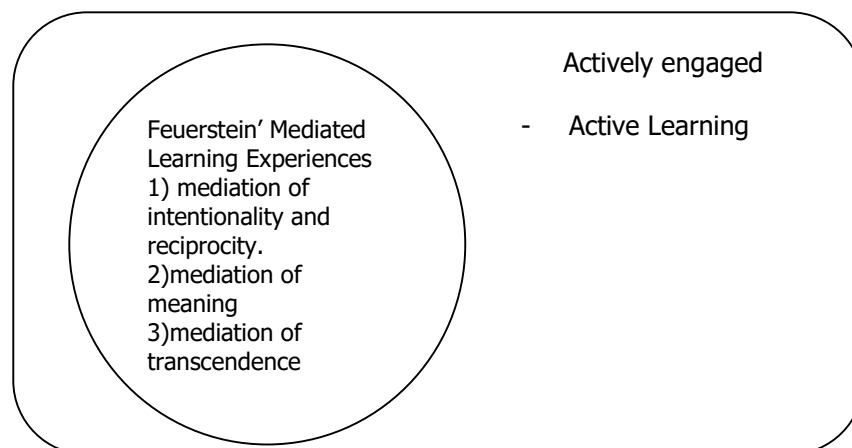 Actively engaged
- Active Learning
Feuerstein’ Mediated
Learning Experiences
1) mediation of
intentionality and
reciprocity.
2)mediation of
meaning
3)mediation of
transcendence